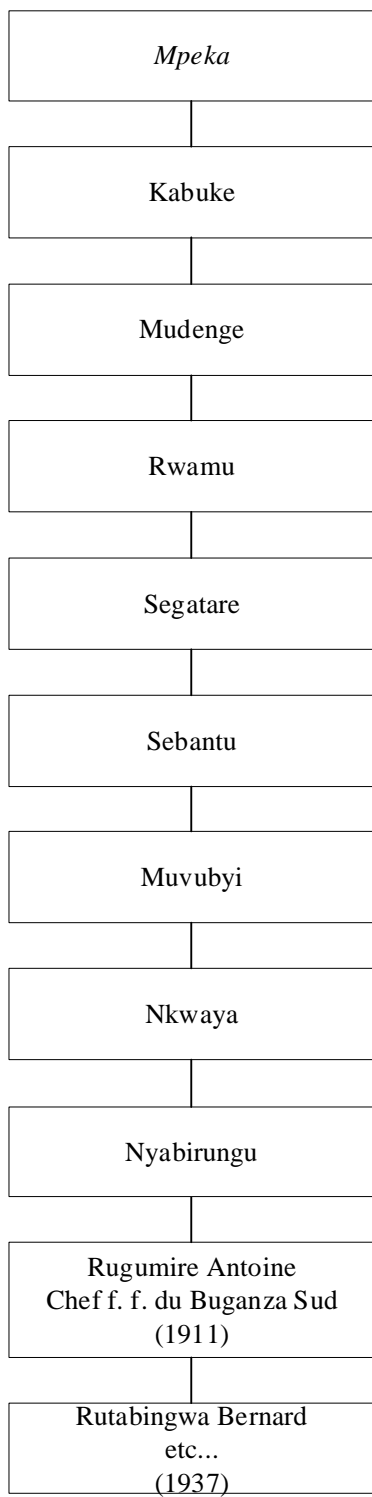 Mpeka
Kabuke
Mudenge
Rwamu
Segatare
Sebantu
Muvubyi
Nkwaya
Nyabirungu
Rugumire Antoine
Chef f. f. du Buganza Sud
(1911)
Rutabingwa Bernard
etc...
(1937)